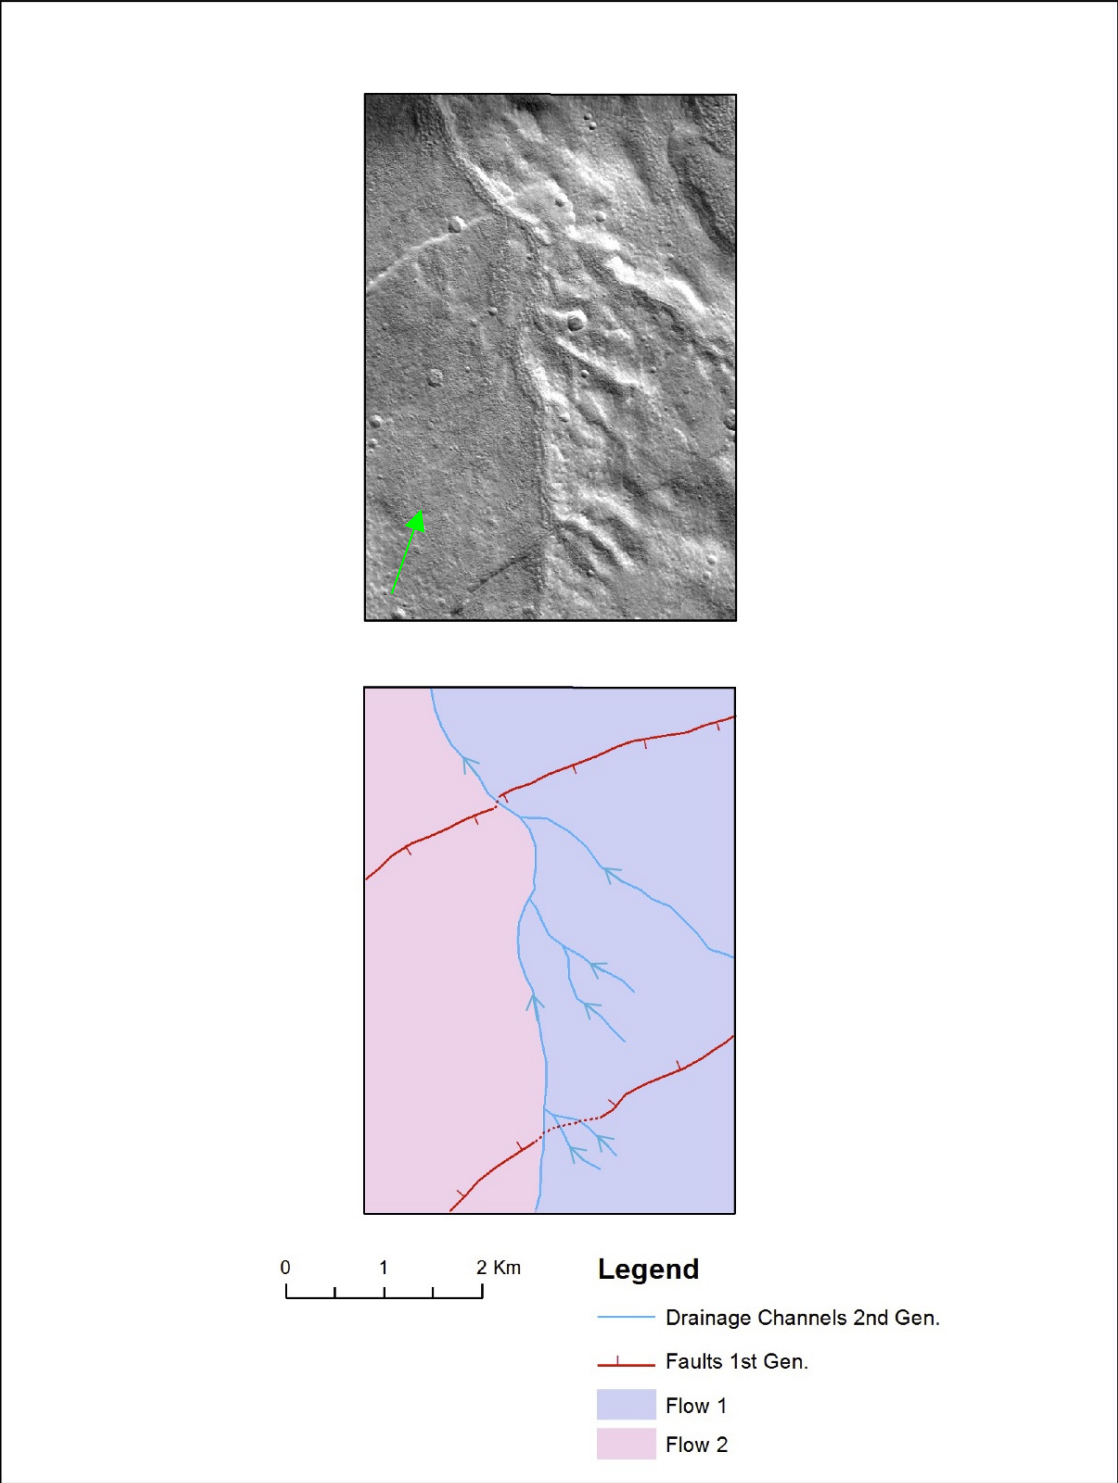 0 1 2 Km
Legend
Drainage Channels 2nd Gen.
Faults 1st Gen.
Flow 1
Flow 2